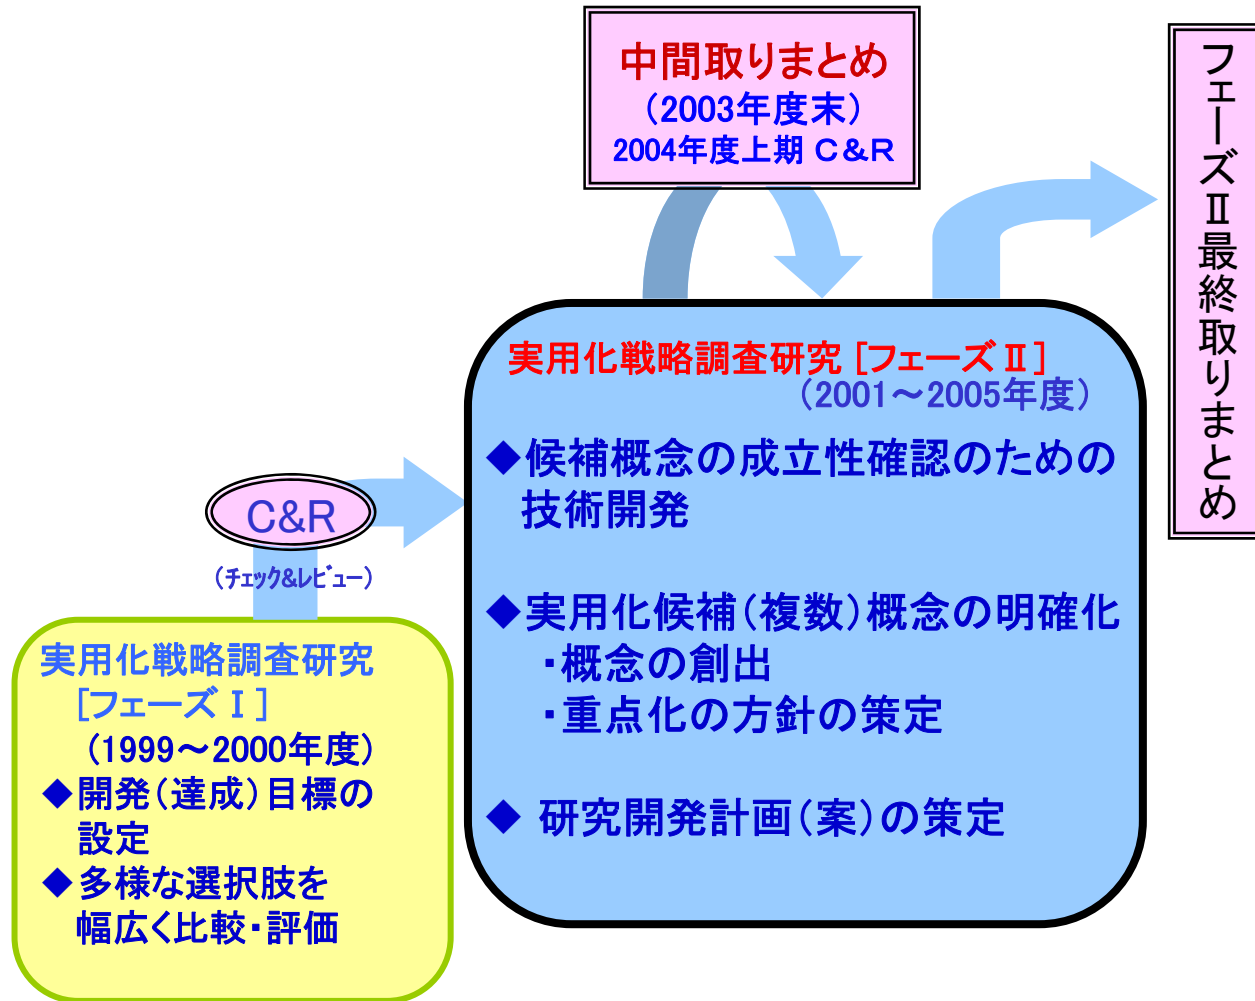 中間取りまとめ
（2003年度末）
2004年度上期 C&R
フェーズⅡ最終取りまとめ
実用化戦略調査研究 [フェーズⅡ]
（2001～2005年度）
◆候補概念の成立性確認のための
技術開発
◆実用化候補（複数）概念の明確化
・概念の創出
・重点化の方針の策定
◆ 研究開発計画（案）の策定
C&R
（ﾁｪｯｸ&ﾚﾋﾞｭｰ）
実用化戦略調査研究
[フェーズⅠ]
（1999～2000年度）
◆開発（達成）目標の
設定
◆多様な選択肢を
幅広く比較・評価